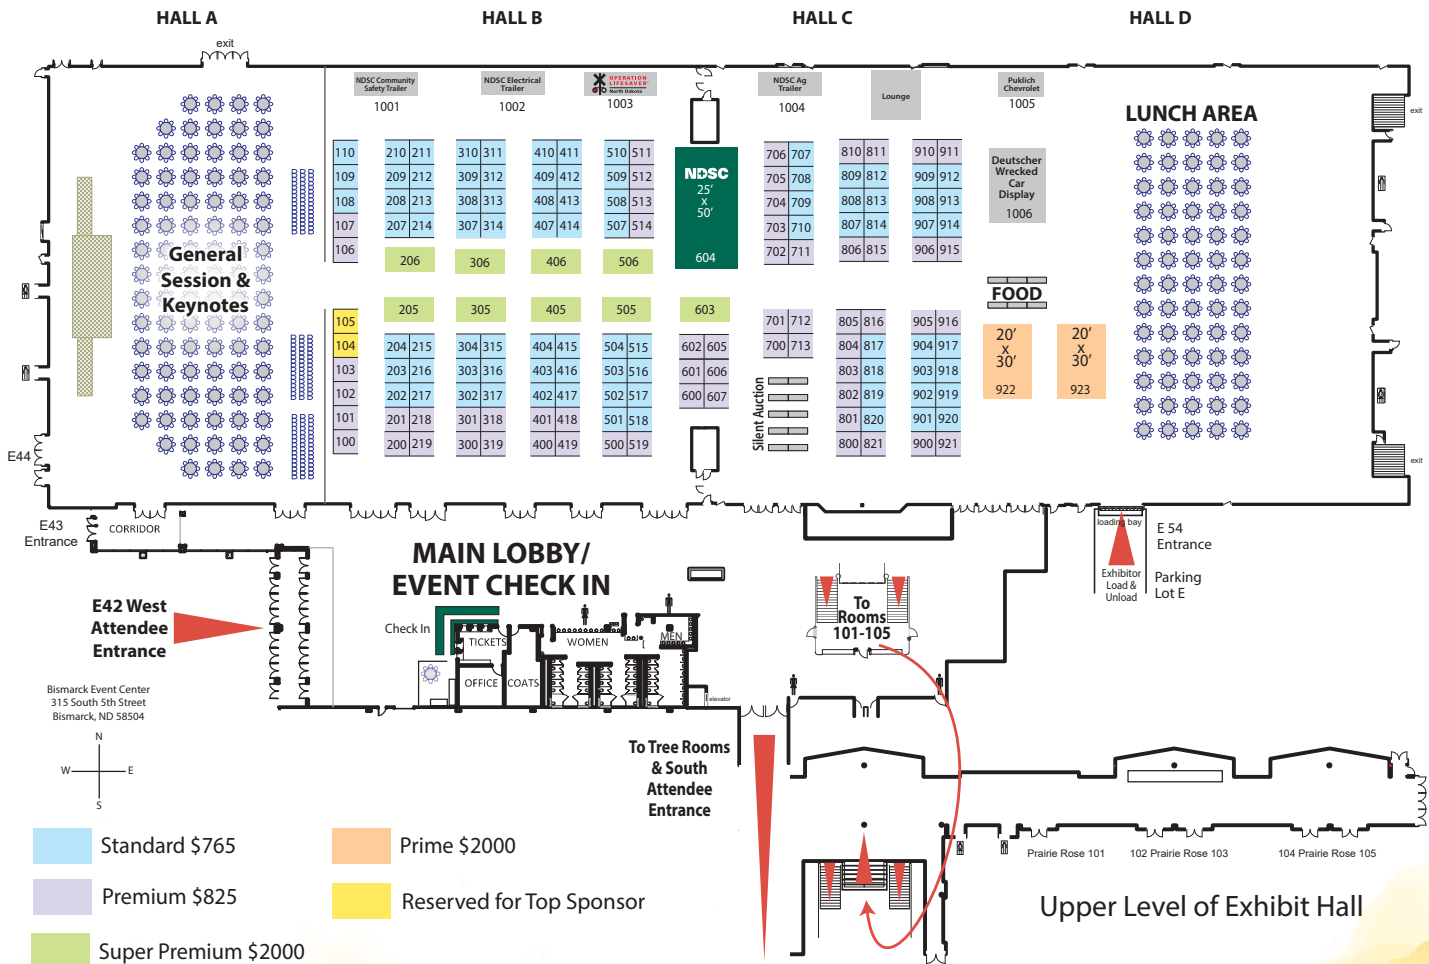 HALL A
HALL B
HALL C
HALL D
exit
NDSC Community
Safety Trailer
1001
NDSC Electrical
Trailer
1002
OPERATION
LIFESAVER
North Dakota
1003
NDSC Ag
Trailer
1004
Lounge
Puklich
Chevrolet
1005
LUNCH AREA
exit
110
109
108
107
106
210 211
209 212
208 213
207 214
206
310 311
309 312
308 313
307 314
306
410 411
409 412
408 413
407 414
406
510 511
509 512
508 513
507 514
506
NDSC
25'
x
50'
604
706 707
705 708
704 709
703 710
702 711
810 811
809 812
808 813
807 814
806 815
910 911
909 912
908 913
907 914
906 915
Deutscher
Wrecked
Car
Display
1006
General
Session &
Keynotes
FOOD
105
104
103
102
101
100
205
204 215
203 216
202 217
201 218
200 219
305
304 315
303 316
302 317
301 318
300 319
405
404 415
403 416
402 417
401 418
400 419
505
504 515
503 516
502 517
501 518
500 519
603
602 605
601 606
600 607
701 712
700 713
Silent Auction
805 816
804 817
803 818
802 819
801 820
800 821
905 916
904 917
903 918
902 919
901 920
900 921
20'
x
30'
922
20'
x
30'
923
exit
E44
E43
Entrance
CORRIDOR
MAIN LOBBY/
EVENT CHECK IN
loading bay
E 54
Entrance
Exhibitor
Load &
Unload
Parking
Lot E
E42 West
Attendee
Entrance
Check In
TICKETS
WOMEN
MEN
OFFICE
COATS
elevator
To
Rooms
101-105
Bismarck Event Center
315 South 5th Street
Bismarck, ND 58504
N
W
E
S
To Tree Rooms
& South
Attendee
Entrance
Standard $765
Premium $825
Super Premium $2000
Prime $2000
Reserved for Top Sponsor
Prairie Rose 101
102 Prairie Rose 103
104 Prairie Rose 105
Upper Level of Exhibit Hall